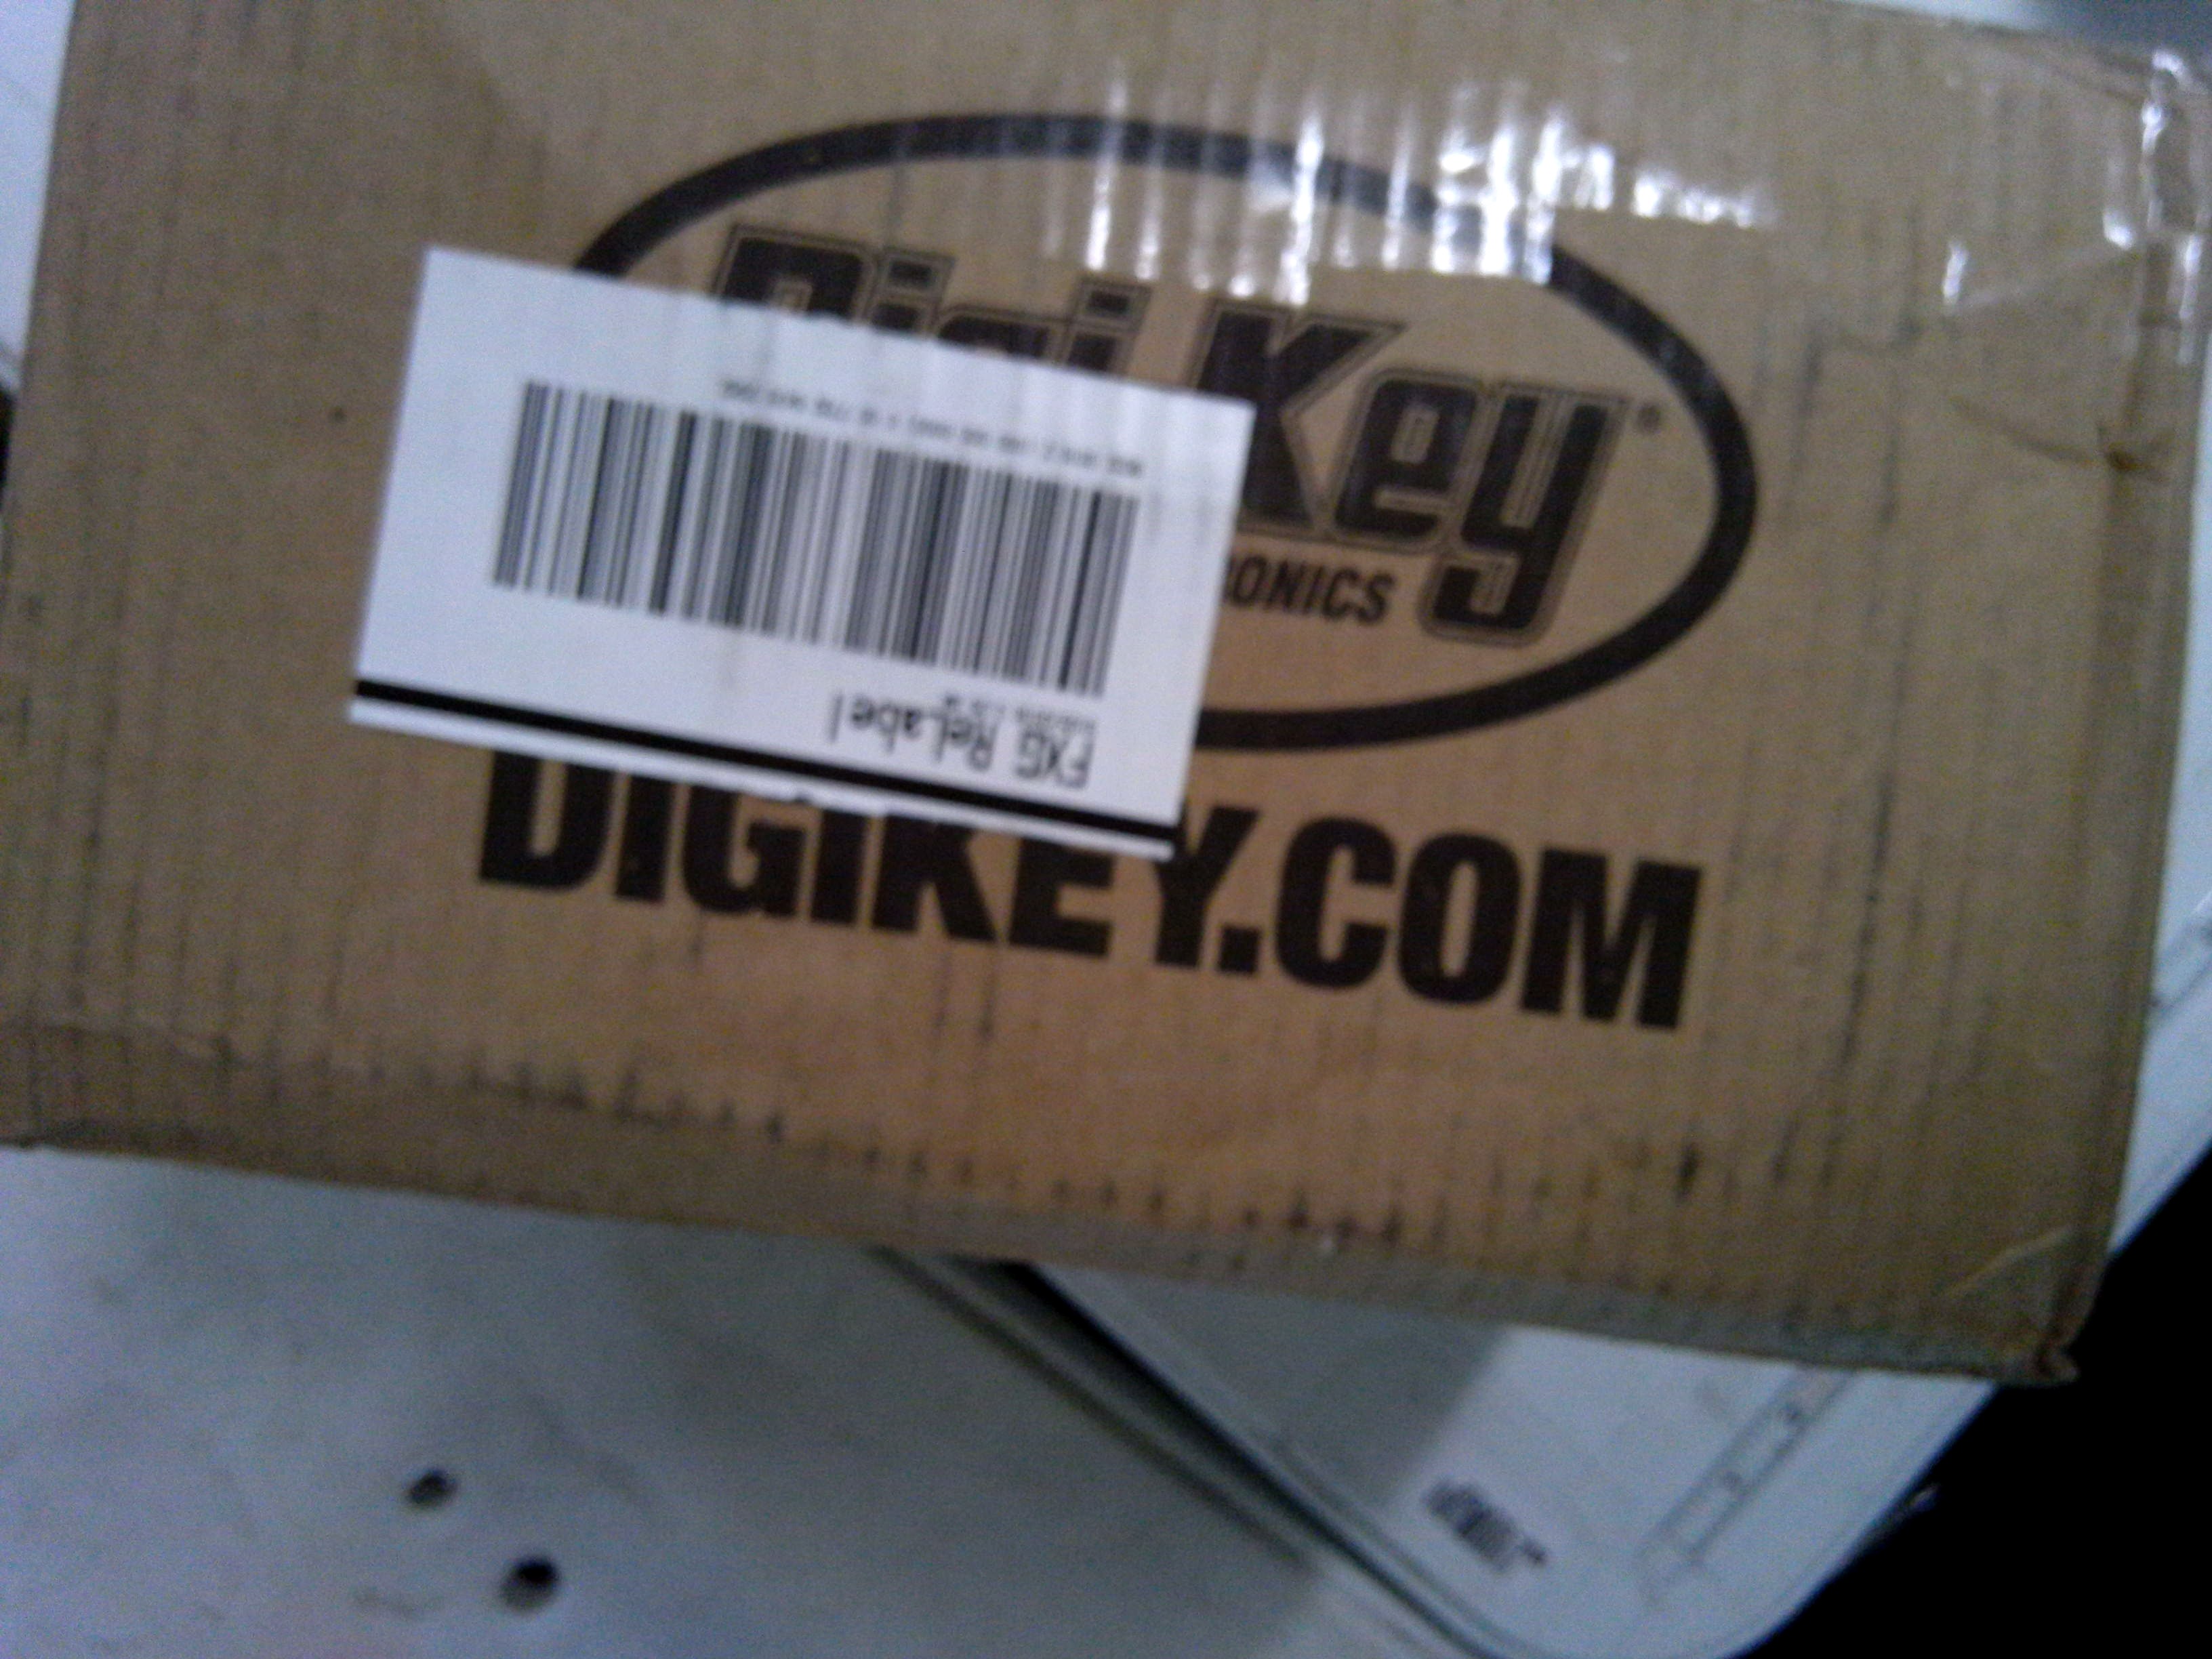 Digi Key®
ONICS
FXG ReLabel
DIGIKEY.COM